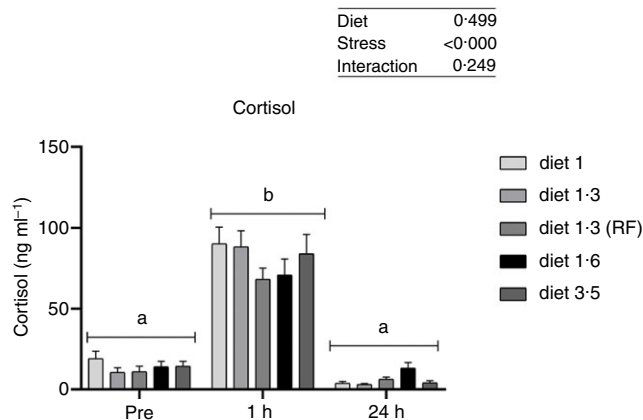 Diet 0·499
Stress <0·000
Interaction 0·249
Cortisol
150
100
50
0
Cortisol (ng ml⁻¹)
a
b
a
Pre 1 h 24 h
diet 1
diet 1·3
diet 1·3 (RF)
diet 1·6
diet 3·5